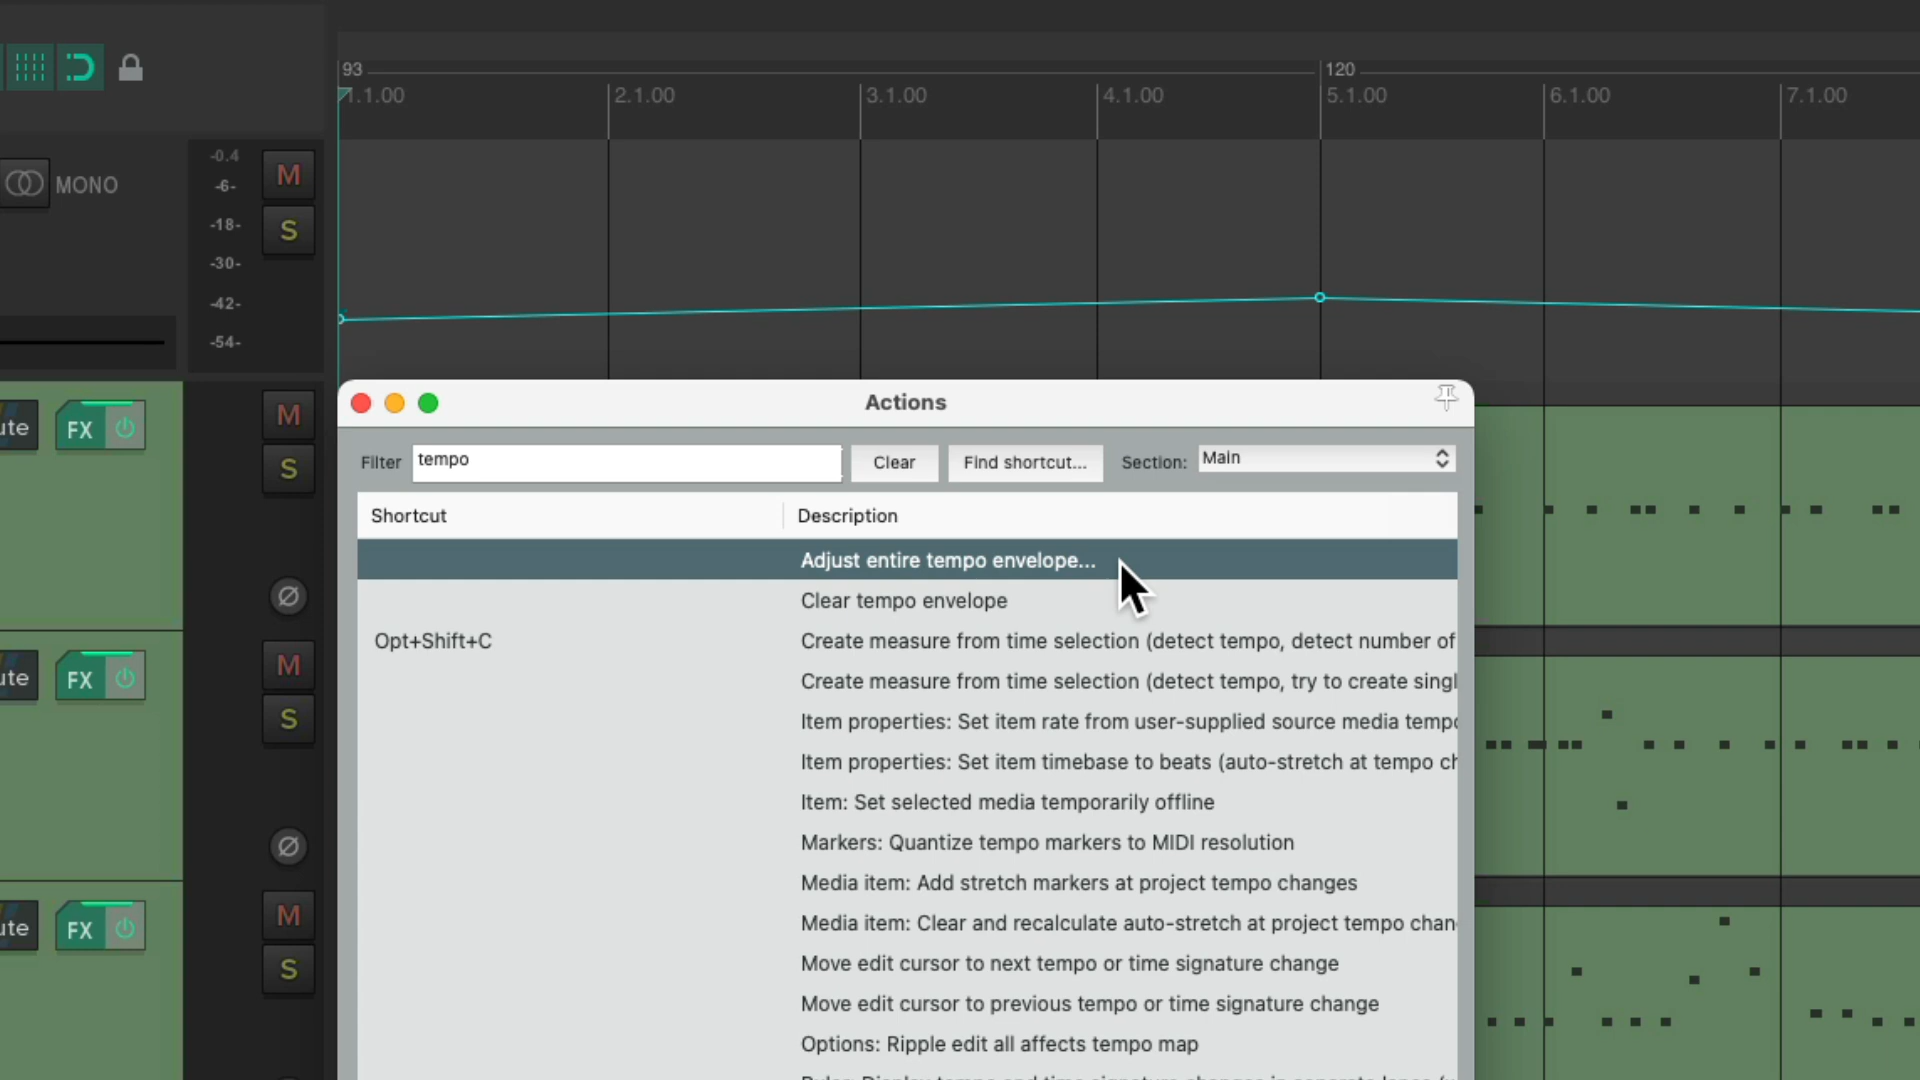 93
120
1.1.00
2.1.00
3.1.00
4.1.00
5.1.00
6.1.00
7.1.00
-0.4
-6-
-18-
-30-
-42-
-54-
M
S
MONO
ute
FX
M
S
ute
FX
M
S
ute
FX
M
S
Actions
Filter
tempo
Clear
Find shortcut...
Section:
Main
Shortcut
Description
Adjust entire tempo envelope...
Clear tempo envelope
Opt+Shift+C
Create measure from time selection (detect tempo, detect number of
Create measure from time selection (detect tempo, try to create singl
Item properties: Set item rate from user-supplied source media tempo
Item properties: Set item timebase to beats (auto-stretch at tempo ch
Item: Set selected media temporarily offline
Markers: Quantize tempo markers to MIDI resolution
Media item: Add stretch markers at project tempo changes
Media item: Clear and recalculate auto-stretch at project tempo chan
Move edit cursor to next tempo or time signature change
Move edit cursor to previous tempo or time signature change
Options: Ripple edit all affects tempo map